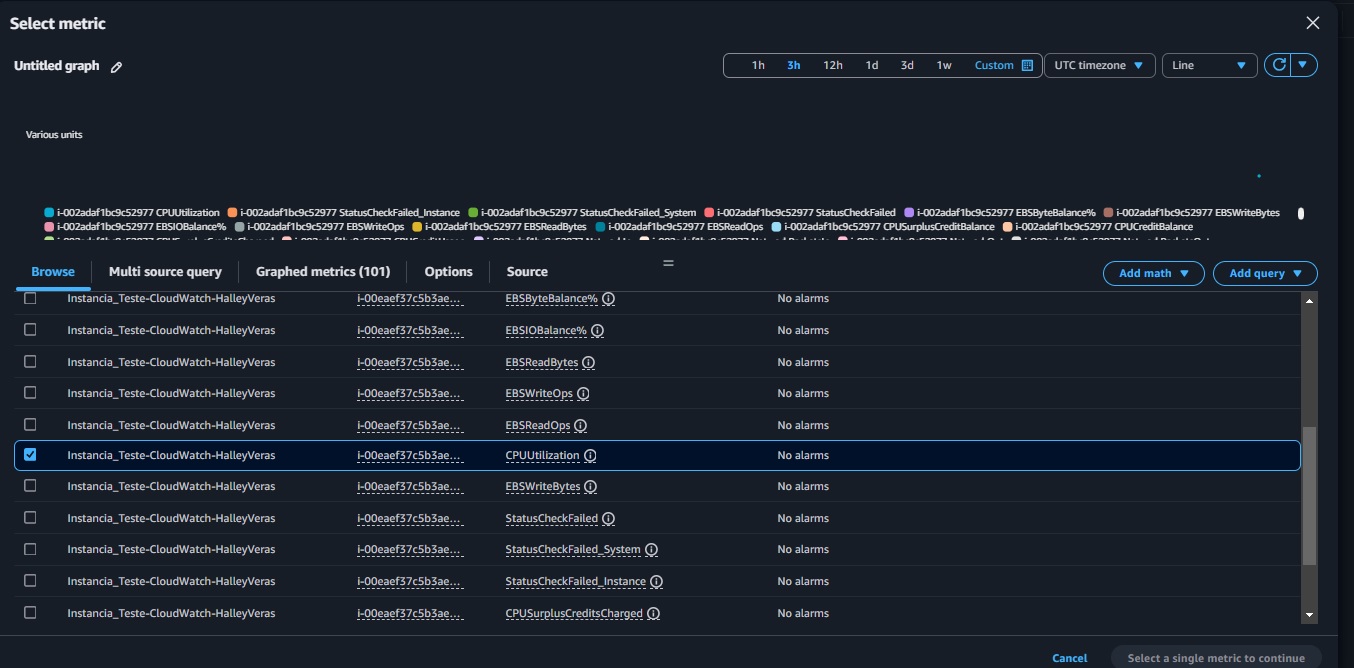 Select metric
Untitled graph
1h 3h 12h 1d 3d 1w Custom UTC timezone Line
Various units
i-002adaf1bc9c52977 CPUUtilization i-002adaf1bc9c52977 StatusCheckFailed_Instance i-002adaf1bc9c52977 StatusCheckFailed_System i-002adaf1bc9c52977 StatusCheckFailed i-002adaf1bc9c52977 EBSByteBalance% i-002adaf1bc9c52977 EBSWriteBytes
i-002adaf1bc9c52977 EBSIOBalance% i-002adaf1bc9c52977 EBSWriteOps i-002adaf1bc9c52977 EBSReadBytes i-002adaf1bc9c52977 EBSReadOps i-002adaf1bc9c52977 CPUSurplusCreditBalance i-002adaf1bc9c52977 CPUCreditBalance
Browse Multi source query Graphed metrics (101) Options Source Add math Add query
Instancia_Teste-CloudWatch-HalleyVeras i-00eaef37c5b3ae... EBSByteBalance% No alarms
Instancia_Teste-CloudWatch-HalleyVeras i-00eaef37c5b3ae... EBSIOBalance% No alarms
Instancia_Teste-CloudWatch-HalleyVeras i-00eaef37c5b3ae... EBSReadBytes No alarms
Instancia_Teste-CloudWatch-HalleyVeras i-00eaef37c5b3ae... EBSWriteOps No alarms
Instancia_Teste-CloudWatch-HalleyVeras i-00eaef37c5b3ae... EBSReadOps No alarms
Instancia_Teste-CloudWatch-HalleyVeras i-00eaef37c5b3ae... CPUUtilization No alarms
Instancia_Teste-CloudWatch-HalleyVeras i-00eaef37c5b3ae... EBSWriteBytes No alarms
Instancia_Teste-CloudWatch-HalleyVeras i-00eaef37c5b3ae... StatusCheckFailed No alarms
Instancia_Teste-CloudWatch-HalleyVeras i-00eaef37c5b3ae... StatusCheckFailed_System No alarms
Instancia_Teste-CloudWatch-HalleyVeras i-00eaef37c5b3ae... StatusCheckFailed_Instance No alarms
Instancia_Teste-CloudWatch-HalleyVeras i-00eaef37c5b3ae... CPUSurplusCreditsCharged No alarms
Cancel Select a single metric to continue